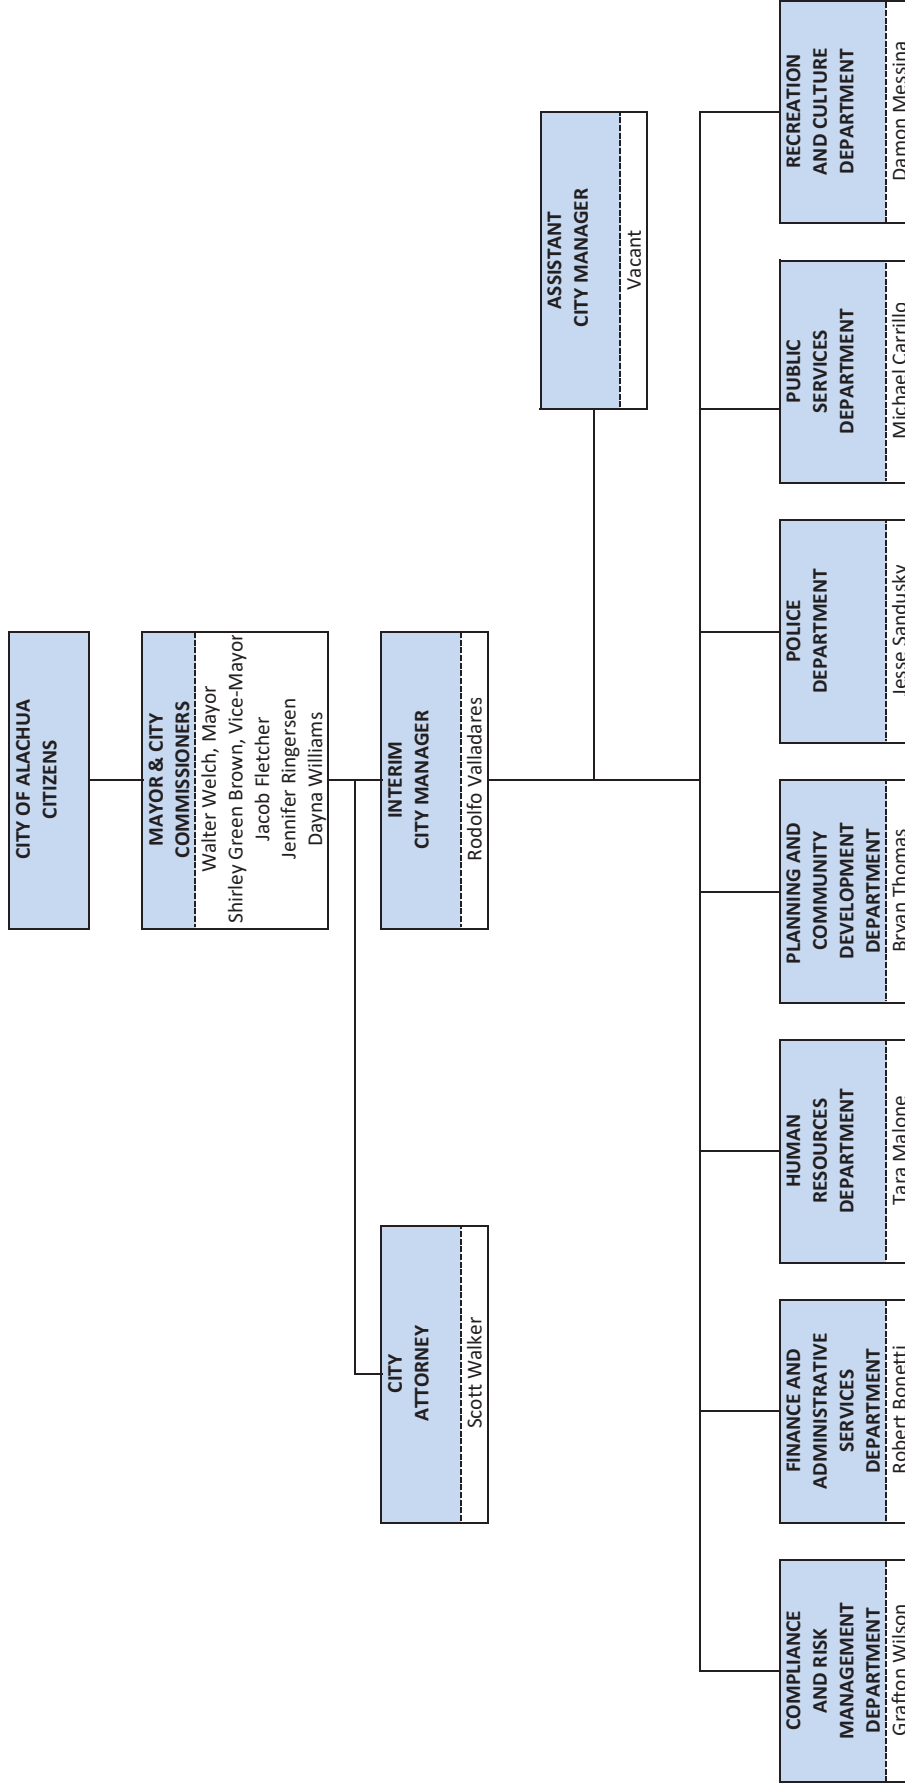 CITY OF ALACHUA
CITIZENS
MAYOR & CITY
COMMISSIONERS
Walter Welch, Mayor
Shirley Green Brown, Vice-Mayor
Jacob Fletcher
Jennifer Ringersen
Dayna Williams
CITY
ATTORNEY
Scott Walker
INTERIM
CITY MANAGER
Rodolfo Valladares
ASSISTANT
CITY MANAGER
Vacant
COMPLIANCE
AND RISK
MANAGEMENT
DEPARTMENT
Grafton Wilson
FINANCE AND
ADMINISTRATIVE
SERVICES
DEPARTMENT
Robert Bonetti
HUMAN
RESOURCES
DEPARTMENT
Tara Malone
PLANNING AND
COMMUNITY
DEVELOPMENT
DEPARTMENT
Bryan Thomas
POLICE
DEPARTMENT
Jesse Sandusky
PUBLIC
SERVICES
DEPARTMENT
Michael Carrillo
RECREATION
AND CULTURE
DEPARTMENT
Damon Messina